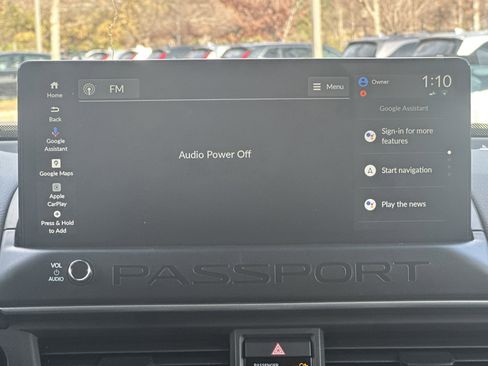 Home
FM
Menu
Owner
1:10
Back
Google Assistant
Google
Assistant
Sign-in for more
features
Google Maps
Audio Power Off
Start navigation
Apple
CarPlay
Play the news
Press & Hold
to Add
VOL
AUDIO
PASSPORT
PASSENGER